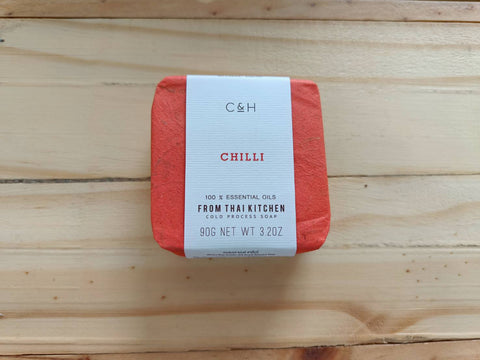 C&H
CHILLI
100 % ESSENTIAL OILS
FROM THAI KITCHEN
COLD PROCESS SOAP
90G NET WT 3.2OZ